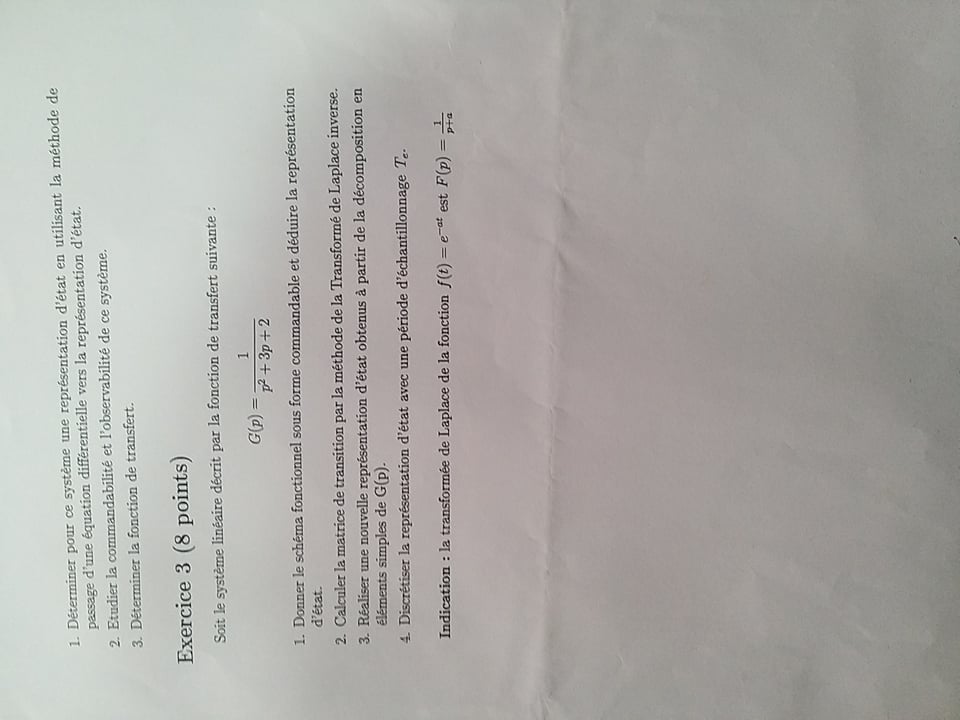 1. Déterminer pour ce système une représentation d'état en utilisant la méthode de
passage d'une équation différentielle vers la représentation d'état.
2. Etudier la commandabilité et l'observabilité de ce système.
3. Déterminer la fonction de transfert.
Exercice 3 (8 points)
Soit le système linéaire décrit par la fonction de transfert suivante :
G(p) = 1 / (p² + 3p + 2)
1. Donner le schéma fonctionnel sous forme commandable et déduire la représentation
d'état.
2. Calculer la matrice de transition par la méthode de la Transformé de Laplace inverse.
3. Réaliser une nouvelle représentation d'état obtenus à partir de la décomposition en
éléments simples de G(p).
4. Discrétiser la représentation d'état avec une période d'échantillonnage Tₑ.
Indication : la transformée de Laplace de la fonction f(t) = e⁻ᵃᵗ est F(p) = 1/(p+a)